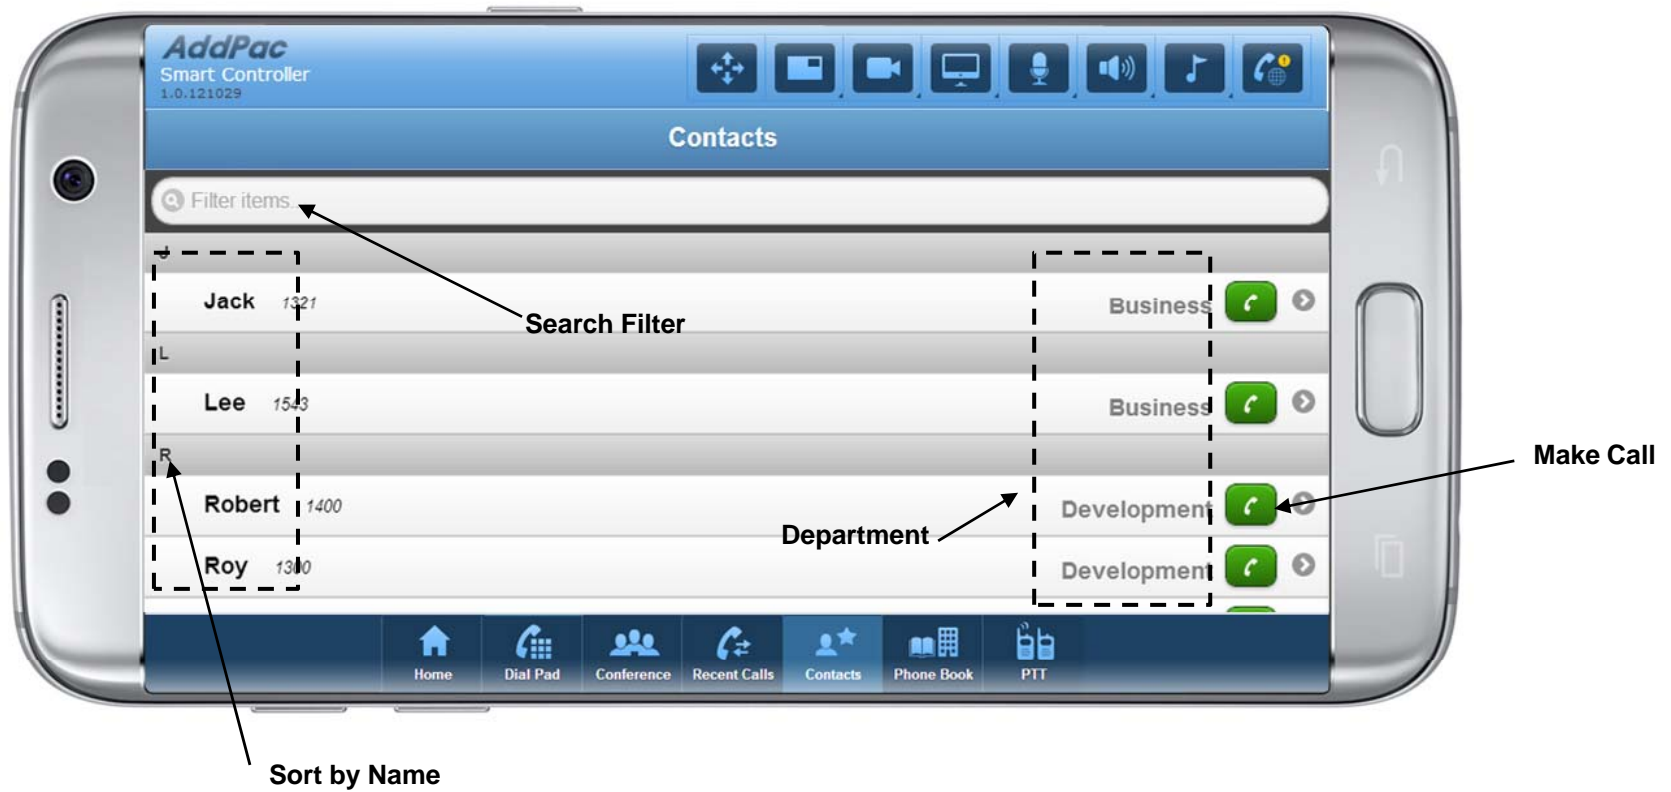 AddPac
Smart Controller
1.0.121029
Contacts
Filter items...
J
Jack 1321 Business
Search Filter
L
Lee 1543 Business
R
Make Call
Robert 1400 Development
Department
Roy 1300 Development
Home Dial Pad Conference Recent Calls Contacts Phone Book PTT
Sort by Name